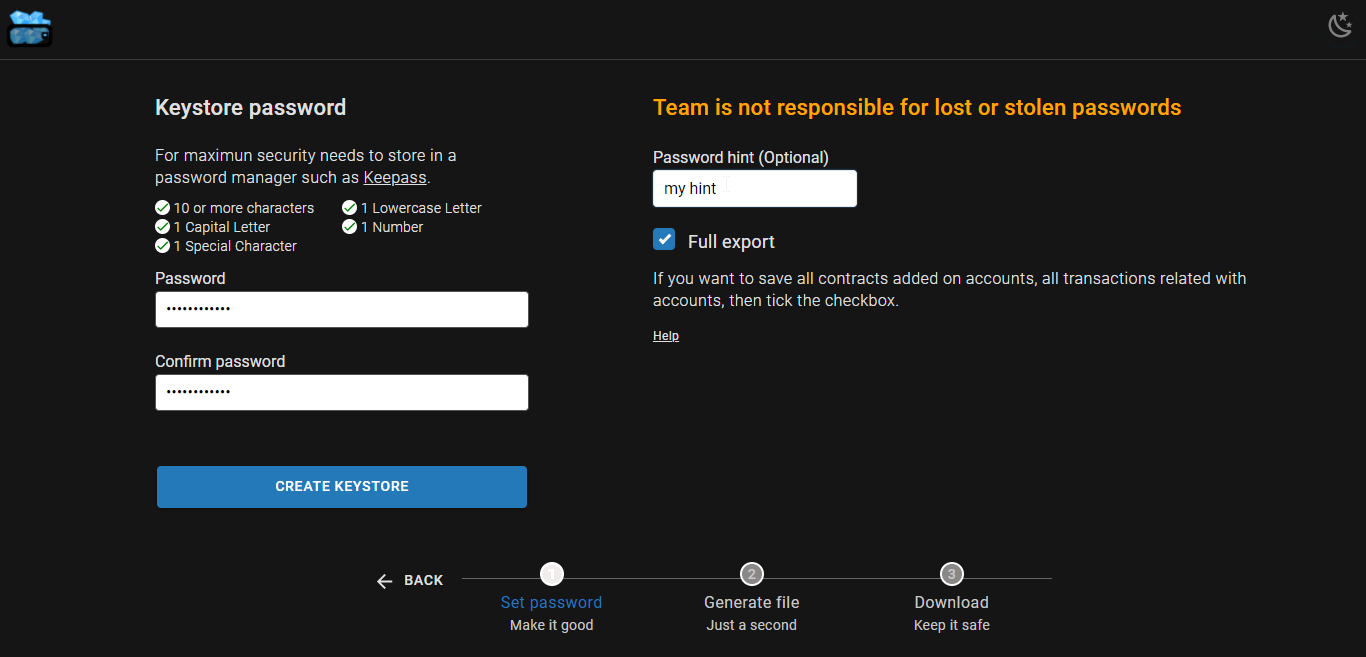 Keystore password
For maximun security needs to store in a
password manager such as Keepass.
10 or more characters
1 Lowercase Letter
1 Capital Letter
1 Number
1 Special Character
Password
••••••••••••
Confirm password
••••••••••••
CREATE KEYSTORE
Team is not responsible for lost or stolen passwords
Password hint (Optional)
my hint
Full export
If you want to save all contracts added on accounts, all transactions related with
accounts, then tick the checkbox.
Help
BACK
1
Set password
Make it good
2
Generate file
Just a second
3
Download
Keep it safe